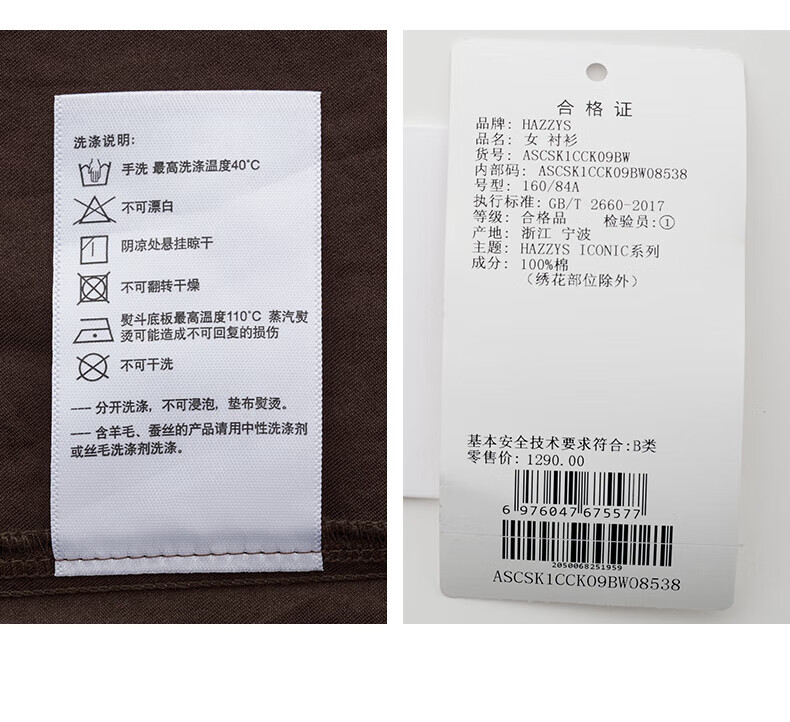 洗涤说明:
手洗 最高洗涤温度40°C
不可漂白
阴凉处悬挂晾干
不可翻转干燥
熨斗底板最高温度110°C 蒸汽熨
烫可能造成不可回复的损伤
不可干洗
--- 分开洗涤，不可浸泡，垫布熨烫。
--- 含羊毛、蚕丝的产品请用中性洗涤剂
或丝毛洗涤剂洗涤。
合格证
品牌: HAZZYS
品名: 女 衬衫
货号: ASCSK1CCK09BW
内部码: ASCSK1CCK09BW08538
号型: 160/84A
执行标准: GB/T 2660-2017
等级: 合格品 检验员:①
产地: 浙江 宁波
主题: HAZZYS ICONIC系列
成分: 100%棉
（绣花部位除外）
基本安全技术要求符合:B类
零售价: 1290.00
6 976047 675577
2050068251959
ASCSK1CCK09BW08538